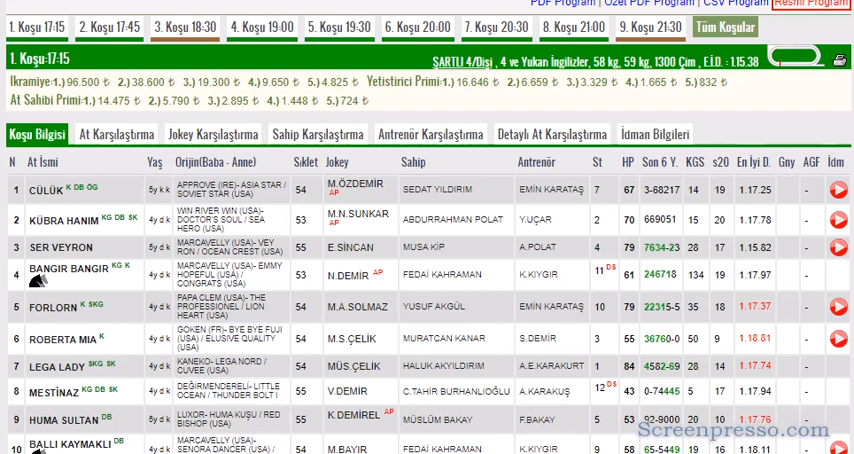 PDF Program | Özet PDF Program | CSV Program | Resmi Program
1. Koşu 17:15 2. Koşu 17:45 3. Koşu 18:30 4. Koşu 19:00 5. Koşu 19:30 6. Koşu 20:00 7. Koşu 20:30 8. Koşu 21:00 9. Koşu 21:30 Tüm Koşular
1. Koşu:17:15 ŞARTLI 4/Dişi , 4 ve Yukarı İngilizler, 58 kg, 59 kg, 1300 Çim , E.İ.D. : 1.15.38
Ikramiye:1.) 96.500 ₺ 2.) 38.600 ₺ 3.) 19.300 ₺ 4.) 9.650 ₺ 5.) 4.825 ₺ Yetistirici Primi:1.) 16.646 ₺ 2.) 6.659 ₺ 3.) 3.329 ₺ 4.) 1.665 ₺ 5.) 832 ₺
At Sahibi Primi:1.) 14.475 ₺ 2.) 5.790 ₺ 3.) 2.895 ₺ 4.) 1.448 ₺ 5.) 724 ₺
Koşu Bilgisi At Karşılaştırma Jokey Karşılaştırma Sahip Karşılaştırma Antrenör Karşılaştırma Detaylı At Karşılaştırma İdman Bilgileri
N At İsmi Yaş Orijin(Baba - Anne) Sıklet Jokey Sahip Antrenör St HP Son 6 Y. KGS s20 En İyi D. Gny AGF İdm
1 CÜLÜK K DB ÖG 5y k k APPROVE (IRE)- ASIA STAR / SOVIET STAR (USA) 54 M.ÖZDEMİR AP SEDAT YILDIRIM EMİN KARATAŞ 7 67 3-68217 14 19 1.17.25 -
2 KÜBRA HANIM KG DB SK 4y d k WIN RIVER WIN (USA)- DOCTOR'S SOUL / SEA HERO (USA) 53 M.N.SUNKAR AP ABDURRAHMAN POLAT Y.UÇAR 2 70 669051 15 20 1.17.78 -
3 SER VEYRON 4y d k MARCAVELLY (USA)- VEY RON / OCEAN CREST (USA) 55 E.SİNCAN MUSA KİP A.POLAT 4 79 7634-23 28 17 1.15.82 -
4 BANGIR BANGIR KG K 4y d k MARCAVELLY (USA)- EMMY HOPEFUL (USA) / CONGRATS (USA) 53 N.DEMİR AP FEDAİ KAHRAMAN K.KIYGIR 11 DS 61 246718 134 19 1.17.97 -
5 FORLORN K SKG 4y d k PAPA CLEM (USA)- THE PROFESSIONEL / LION HEART (USA) 54 M.A.SOLMAZ YUSUF AKGÜL EMİN KARATAŞ 10 79 22315-5 35 18 1.17.37 -
6 ROBERTA MIA K 4y d k GOKEN (FR)- BYE BYE FUJI (USA) / ELUSIVE QUALITY (USA) 54 M.S.ÇELİK MURATCAN KANAR S.DEMİR 3 55 36760-0 50 9 1.18.81 -
7 LEGA LADY SKG SK 4y d k KANEKO- LEGA NORD / CUVEE (USA) 54 MÜS.ÇELİK HALUK AKYILDIRIM A.E.KARAKURT 1 84 4582-69 28 14 1.17.74 -
8 MESTİNAZ KG DB SK 4y d k DEĞİRMENDERELİ- LITTLE OCEAN / THUNDER BOLT I 55 V.DEMİR C.TAHİR BURHANLIOĞLU A.KARAKUŞ 12 DS 43 0-74445 5 17 1.17.94 -
9 HUMA SULTAN DB 5y d k LUXOR- HUMA KUŞU / RED BISHOP (USA) 55 K.DEMİREL AP MÜSLÜM BAKAY F.BAKAY 5 53 92-9000 20 10 1.17.76 -
10 BALLI KAYMAKLI DB 4y d k MARCAVELLY (USA)- SENORA DANCER (USA) / 54 M.BAYIR FEDAİ KAHRAMAN K.KIYGIR 9 58 65-5449 19 16 1.18.11 -
Screenpresso.com